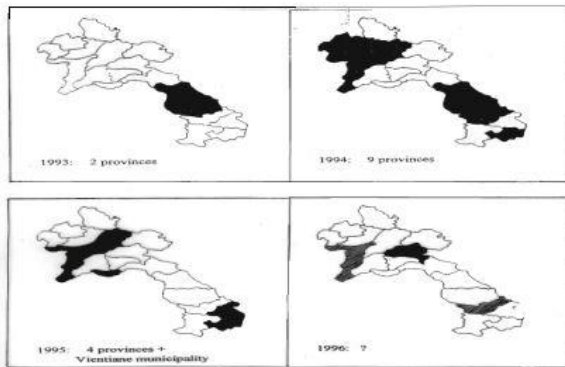 1993: 2 provinces
1994: 9 provinces
1995: 4 provinces +
Vientiane municipality
1996: ?